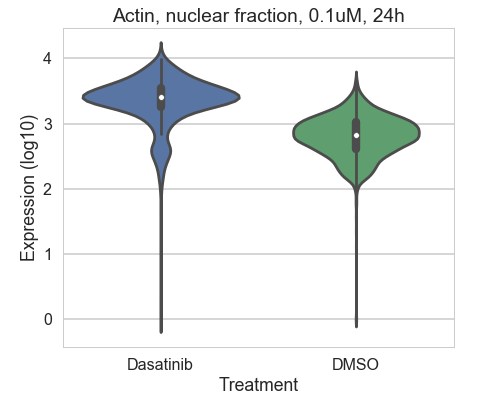 Actin, nuclear fraction, 0.1uM, 24h
4
3
2
1
0
Expression (log10)
Dasatinib
DMSO
Treatment